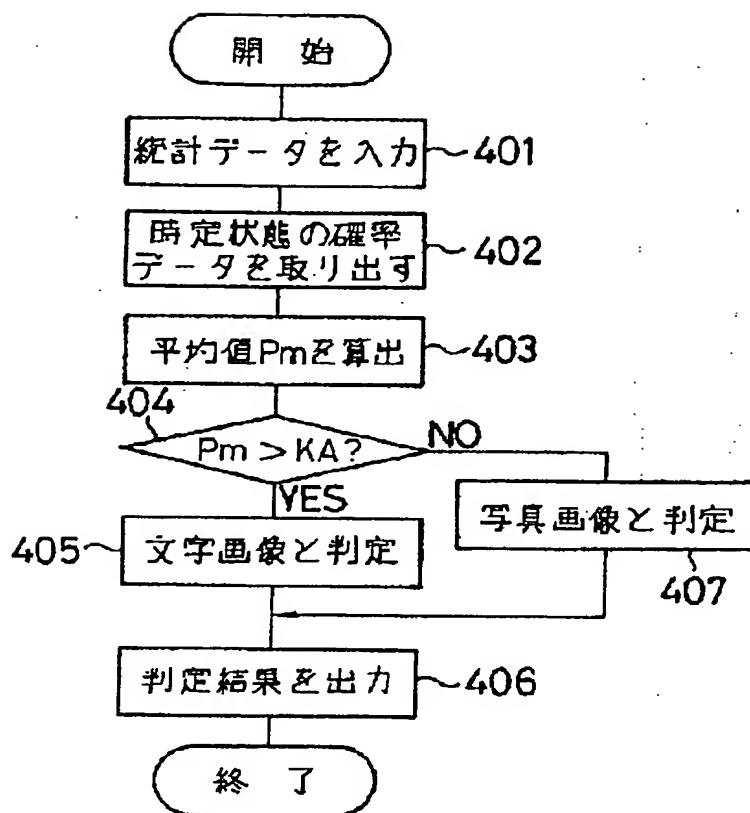 開始
統計データを入力
401
時定状態の確率
データを取り出す
402
平均値Pmを算出
403
404
Pm > KA?
NO
YES
405
文字画像と判定
写真画像と判定
407
判定結果を出力
406
終了